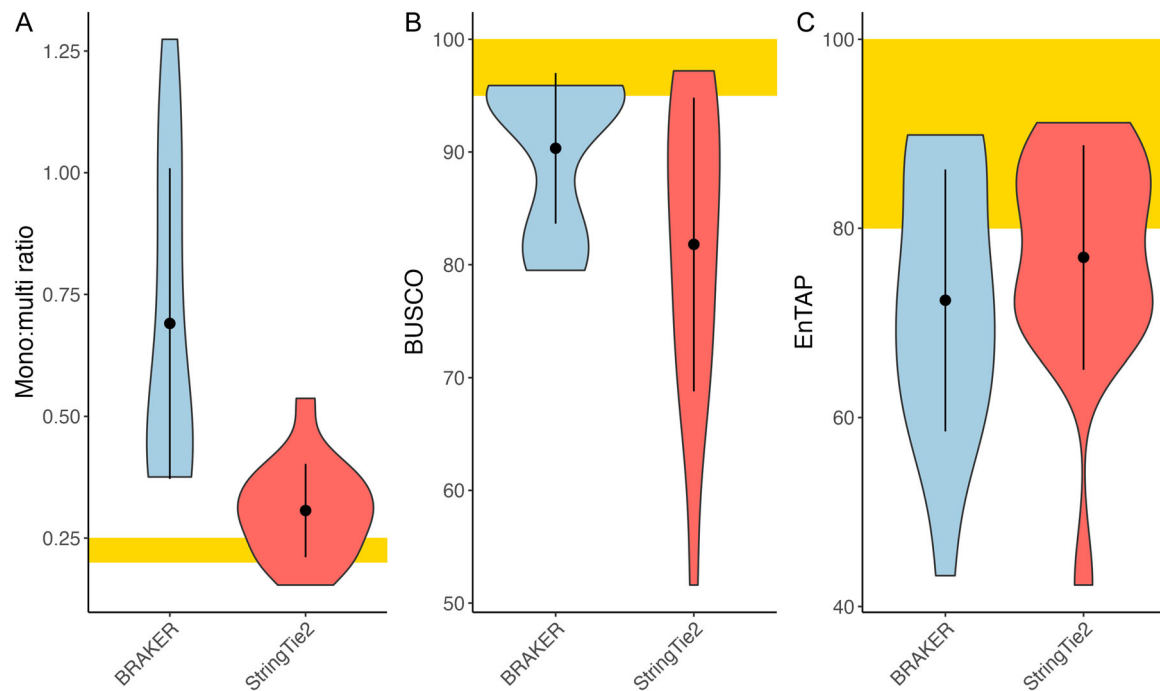 A
Mono:multi ratio
1.25
1.00
0.75
0.50
0.25
BRAKER
StringTie2
B
BUSCO
100
90
80
70
60
50
BRAKER
StringTie2
C
EnTAP
100
80
60
40
BRAKER
StringTie2